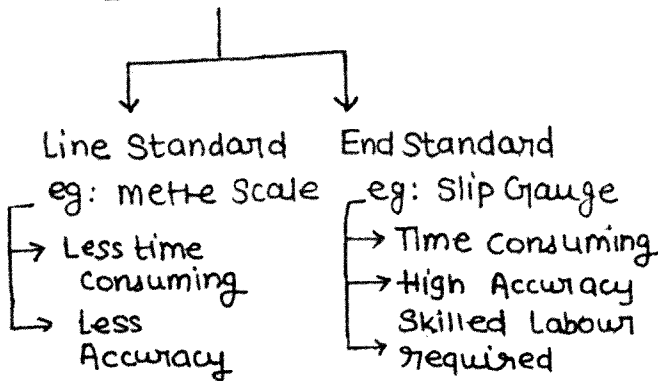 Line Standard
eg: metre Scale
Less time
consuming
Less
Accuracy
End Standard
eg: Slip Gauge
Time consuming
High Accuracy
Skilled Labour
required